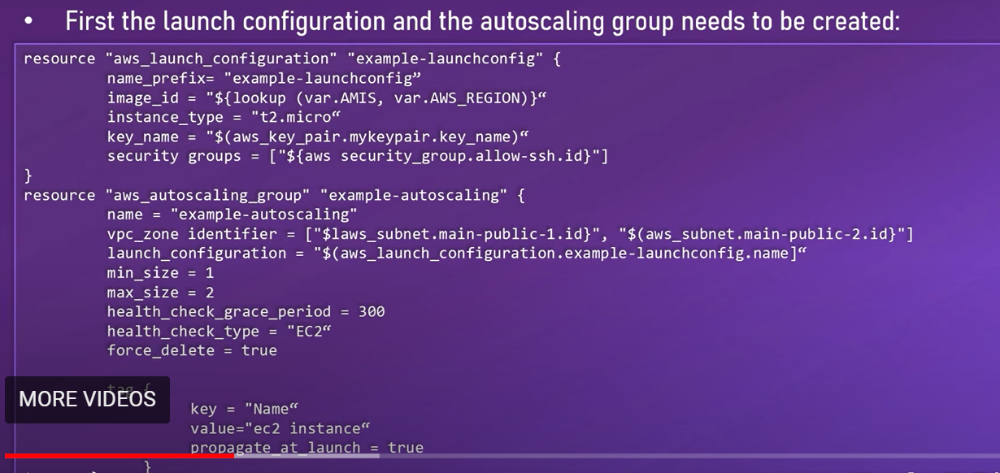 • First the launch configuration and the autoscaling group needs to be created:
resource "aws_launch_configuration" "example-launchconfig" {
name_prefix= "example-launchconfig”
image_id = "${lookup (var.AMIS, var.AWS_REGION)}“
instance_type = "t2.micro“
key_name = "$(aws_key_pair.mykeypair.key_name)“
security groups = ["${aws security_group.allow-ssh.id}"]
}
resource "aws_autoscaling_group" "example-autoscaling" {
name = "example-autoscaling"
vpc_zone identifier = ["$laws_subnet.main-public-1.id}", "$(aws_subnet.main-public-2.id}"]
launch_configuration = "$(aws_launch_configuration.example-launchconfig.name]“
min_size = 1
max_size = 2
health_check_grace_period = 300
health_check_type = "EC2“
force_delete = true
tag {
MORE VIDEOS
key = "Name“
value="ec2 instance“
propagate_at_launch = true
}